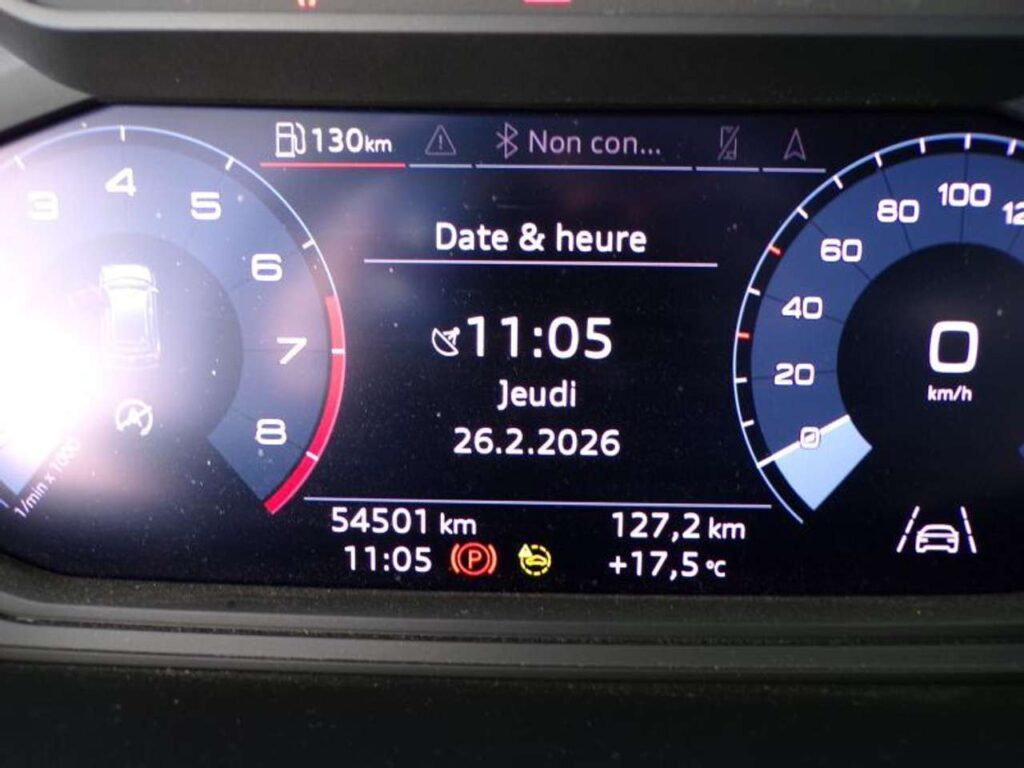 130km Non con...
Date & heure
11:05
Jeudi
26.2.2026
54501 km 127,2 km
11:05 P +17,5 °C
3 4 5 6 7 8
1/min x 1000
0 20 40 60 80 100
0
km/h